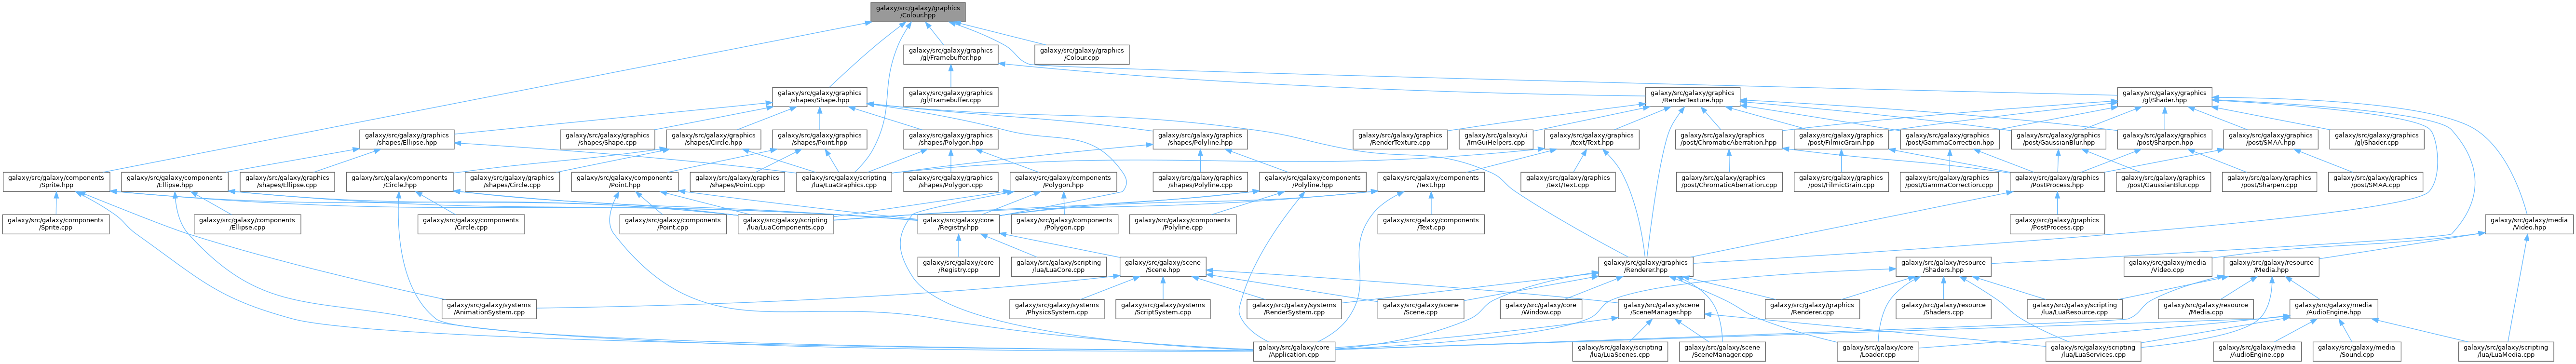 galaxy/src/galaxy/graphics
/Colour.hpp
galaxy/src/galaxy/graphics
/gl/Framebuffer.hpp
galaxy/src/galaxy/graphics
/Colour.cpp
galaxy/src/galaxy/graphics
/shapes/Shape.hpp
galaxy/src/galaxy/graphics
/gl/Framebuffer.cpp
galaxy/src/galaxy/graphics
/RenderTexture.hpp
galaxy/src/galaxy/graphics
/gl/Shader.hpp
galaxy/src/galaxy/graphics
/shapes/Ellipse.hpp
galaxy/src/galaxy/graphics
/shapes/Shape.cpp
galaxy/src/galaxy/graphics
/shapes/Circle.hpp
galaxy/src/galaxy/graphics
/shapes/Point.hpp
galaxy/src/galaxy/graphics
/shapes/Polygon.hpp
galaxy/src/galaxy/graphics
/shapes/Polyline.hpp
galaxy/src/galaxy/graphics
/RenderTexture.cpp
galaxy/src/galaxy/ui
/ImGuiHelpers.cpp
galaxy/src/galaxy/graphics
/text/Text.hpp
galaxy/src/galaxy/graphics
/post/ChromaticAberration.hpp
galaxy/src/galaxy/graphics
/post/FilmicGrain.hpp
galaxy/src/galaxy/graphics
/post/GammaCorrection.hpp
galaxy/src/galaxy/graphics
/post/GaussianBlur.hpp
galaxy/src/galaxy/graphics
/post/Sharpen.hpp
galaxy/src/galaxy/graphics
/post/SMAA.hpp
galaxy/src/galaxy/graphics
/gl/Shader.cpp
galaxy/src/galaxy/components
/Sprite.hpp
galaxy/src/galaxy/components
/Ellipse.hpp
galaxy/src/galaxy/graphics
/shapes/Ellipse.cpp
galaxy/src/galaxy/components
/Circle.hpp
galaxy/src/galaxy/graphics
/shapes/Circle.cpp
galaxy/src/galaxy/components
/Point.hpp
galaxy/src/galaxy/graphics
/shapes/Point.cpp
galaxy/src/galaxy/scripting
/lua/LuaGraphics.cpp
galaxy/src/galaxy/graphics
/shapes/Polygon.cpp
galaxy/src/galaxy/components
/Polygon.hpp
galaxy/src/galaxy/graphics
/shapes/Polyline.cpp
galaxy/src/galaxy/components
/Polyline.hpp
galaxy/src/galaxy/components
/Text.hpp
galaxy/src/galaxy/graphics
/text/Text.cpp
galaxy/src/galaxy/graphics
/post/ChromaticAberration.cpp
galaxy/src/galaxy/graphics
/post/FilmicGrain.cpp
galaxy/src/galaxy/graphics
/post/GammaCorrection.cpp
galaxy/src/galaxy/graphics
/PostProcess.hpp
galaxy/src/galaxy/graphics
/post/GaussianBlur.cpp
galaxy/src/galaxy/graphics
/post/Sharpen.cpp
galaxy/src/galaxy/graphics
/post/SMAA.cpp
galaxy/src/galaxy/components
/Sprite.cpp
galaxy/src/galaxy/components
/Ellipse.cpp
galaxy/src/galaxy/components
/Circle.cpp
galaxy/src/galaxy/components
/Point.cpp
galaxy/src/galaxy/scripting
/lua/LuaComponents.cpp
galaxy/src/galaxy/core
/Registry.hpp
galaxy/src/galaxy/components
/Polygon.cpp
galaxy/src/galaxy/components
/Polyline.cpp
galaxy/src/galaxy/components
/Text.cpp
galaxy/src/galaxy/graphics
/PostProcess.cpp
galaxy/src/galaxy/media
/Video.hpp
galaxy/src/galaxy/core
/Registry.cpp
galaxy/src/galaxy/scripting
/lua/LuaCore.cpp
galaxy/src/galaxy/scene
/Scene.hpp
galaxy/src/galaxy/graphics
/Renderer.hpp
galaxy/src/galaxy/resource
/Shaders.hpp
galaxy/src/galaxy/media
/Video.cpp
galaxy/src/galaxy/resource
/Media.hpp
galaxy/src/galaxy/systems
/AnimationSystem.cpp
galaxy/src/galaxy/systems
/PhysicsSystem.cpp
galaxy/src/galaxy/systems
/ScriptSystem.cpp
galaxy/src/galaxy/systems
/RenderSystem.cpp
galaxy/src/galaxy/scene
/Scene.cpp
galaxy/src/galaxy/core
/Window.cpp
galaxy/src/galaxy/scene
/SceneManager.hpp
galaxy/src/galaxy/graphics
/Renderer.cpp
galaxy/src/galaxy/resource
/Shaders.cpp
galaxy/src/galaxy/scripting
/lua/LuaResource.cpp
galaxy/src/galaxy/resource
/Media.cpp
galaxy/src/galaxy/media
/AudioEngine.hpp
galaxy/src/galaxy/core
/Application.cpp
galaxy/src/galaxy/scripting
/lua/LuaScenes.cpp
galaxy/src/galaxy/scene
/SceneManager.cpp
galaxy/src/galaxy/core
/Loader.cpp
galaxy/src/galaxy/scripting
/lua/LuaServices.cpp
galaxy/src/galaxy/media
/AudioEngine.cpp
galaxy/src/galaxy/media
/Sound.cpp
galaxy/src/galaxy/scripting
/lua/LuaMedia.cpp